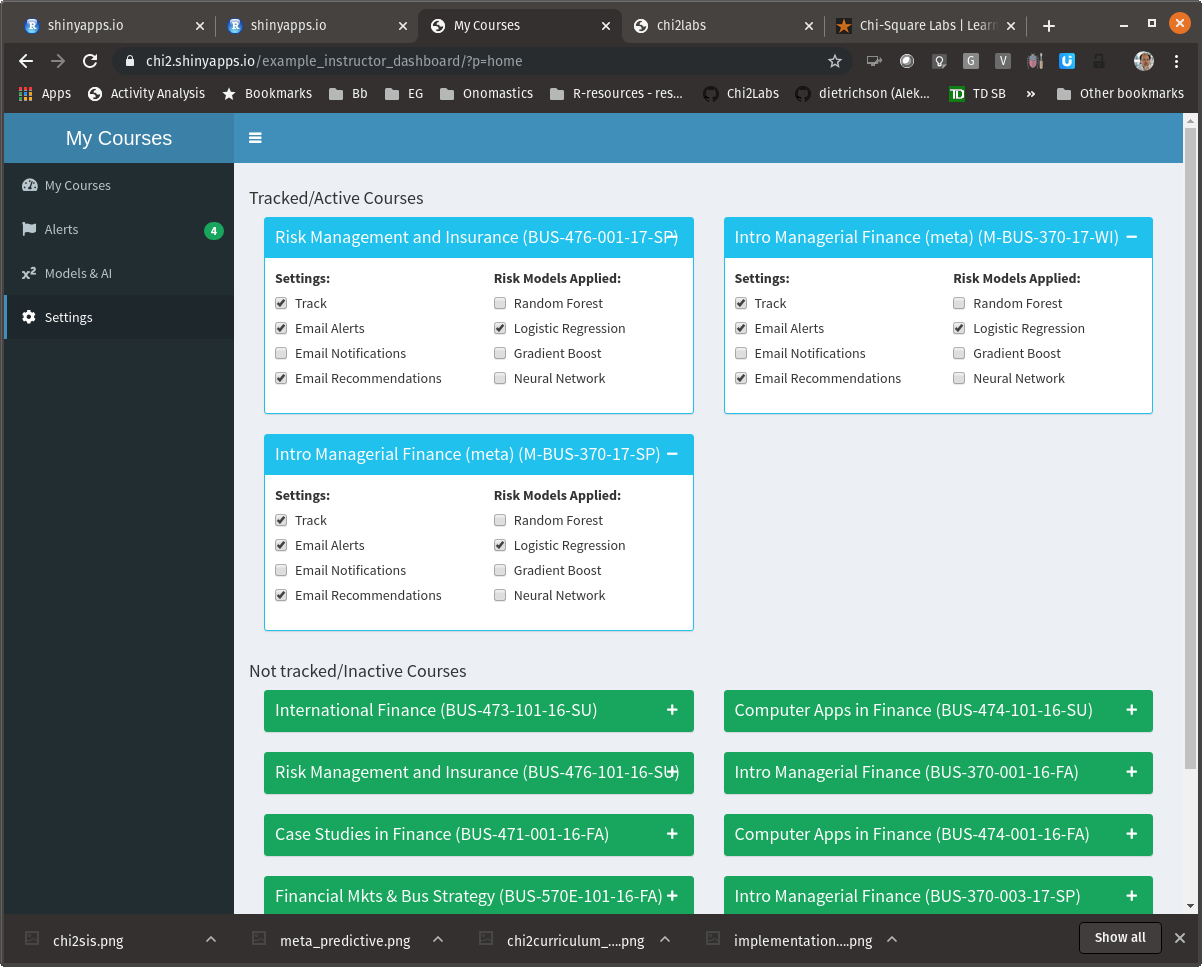 shinyapps.io
shinyapps.io
My Courses
chi2labs
Chi-Square Labs | Learn
chi2.shinyapps.io/example_instructor_dashboard/?p=home
G
V
Apps
Activity Analysis
Bookmarks
Bb
EG
Onomastics
R-resources - res...
Chi2Labs
dietrichson (Alek...
TD SB
»
Other bookmarks
My Courses
My Courses
Alerts 4
x² Models & AI
Settings
Tracked/Active Courses
Risk Management and Insurance (BUS-476-001-17-SP)
Settings: Risk Models Applied:
Track Random Forest
Email Alerts Logistic Regression
Email Notifications Gradient Boost
Email Recommendations Neural Network
Intro Managerial Finance (meta) (M-BUS-370-17-WI)
Settings: Risk Models Applied:
Track Random Forest
Email Alerts Logistic Regression
Email Notifications Gradient Boost
Email Recommendations Neural Network
Intro Managerial Finance (meta) (M-BUS-370-17-SP)
Settings: Risk Models Applied:
Track Random Forest
Email Alerts Logistic Regression
Email Notifications Gradient Boost
Email Recommendations Neural Network
Not tracked/Inactive Courses
International Finance (BUS-473-101-16-SU)
Computer Apps in Finance (BUS-474-101-16-SU)
Risk Management and Insurance (BUS-476-101-16-SU)
Intro Managerial Finance (BUS-370-001-16-FA)
Case Studies in Finance (BUS-471-001-16-FA)
Computer Apps in Finance (BUS-474-001-16-FA)
Financial Mkts & Bus Strategy (BUS-570E-101-16-FA)
Intro Managerial Finance (BUS-370-003-17-SP)
chi2sis.png
meta_predictive.png
chi2curriculum_....png
implementation....png
Show all